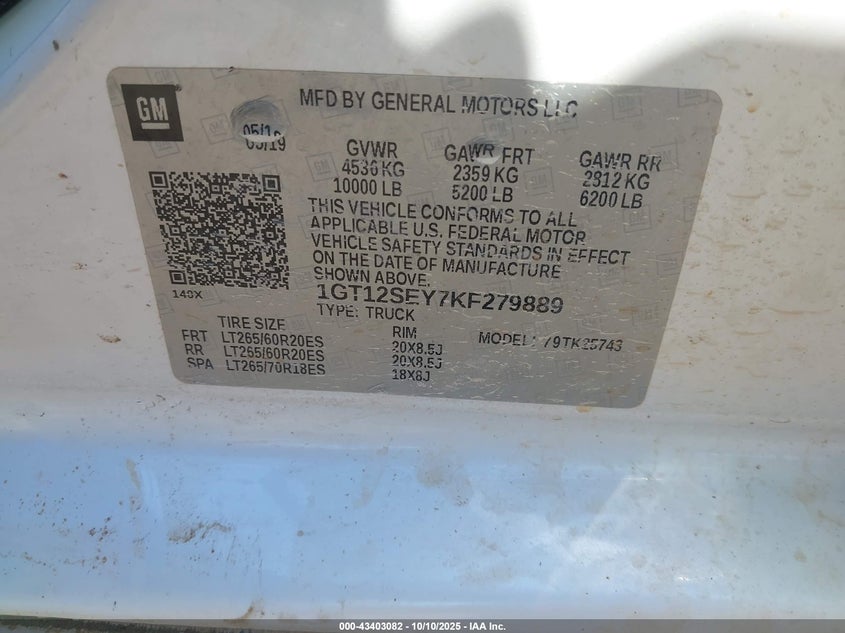 GM
05/19
MFD BY GENERAL MOTORS LLC
GVWR
4536 KG
10000 LB
GAWR FRT
2359 KG
5200 LB
GAWR RR
2812 KG
6200 LB
THIS VEHICLE CONFORMS TO ALL
APPLICABLE U.S. FEDERAL MOTOR
VEHICLE SAFETY STANDARDS IN EFFECT
ON THE DATE OF MANUFACTURE
SHOWN ABOVE.
1GT12SEY7KF279889
TYPE: TRUCK
149X
MODEL: 79TK25743
TIRE SIZE RIM
FRT LT265/60R20ES 20X8.5J
RR LT265/60R20ES 20X8.5J
SPA LT265/70R18ES 18X8J
000-43403082 - 10/10/2025 - IAA Inc.